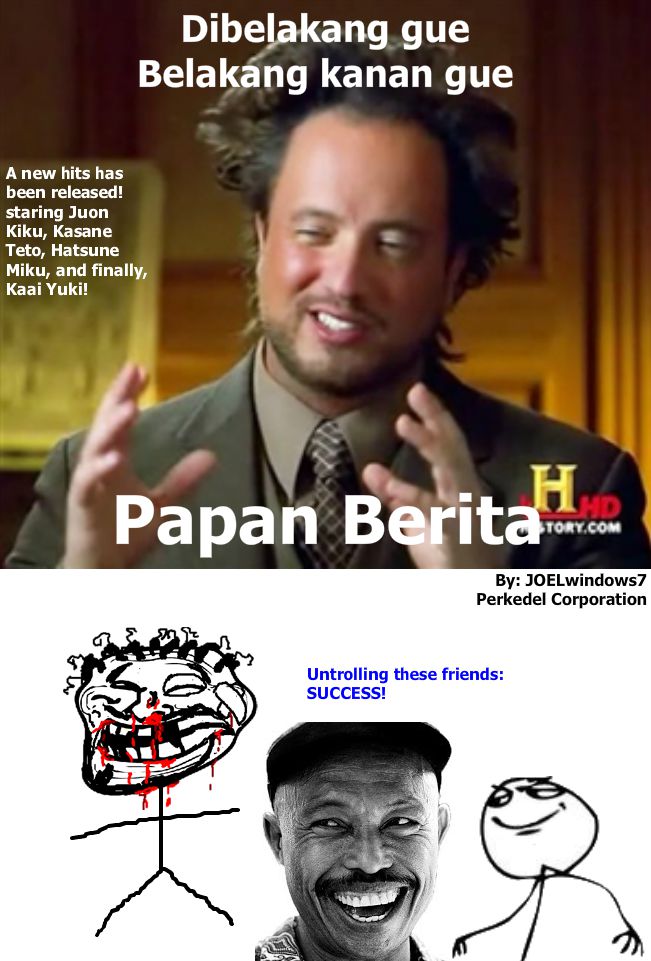 Dibelakang gue
Belakang kanan gue
A new hits has
been released!
staring Juon
Kiku, Kasane
Teto, Hatsune
Miku, and finally,
Kaai Yuki!
H HD
Papan Berita
STORY.COM
By: JOELwindows7
Perkedel Corporation
Untrolling these friends:
SUCCESS!